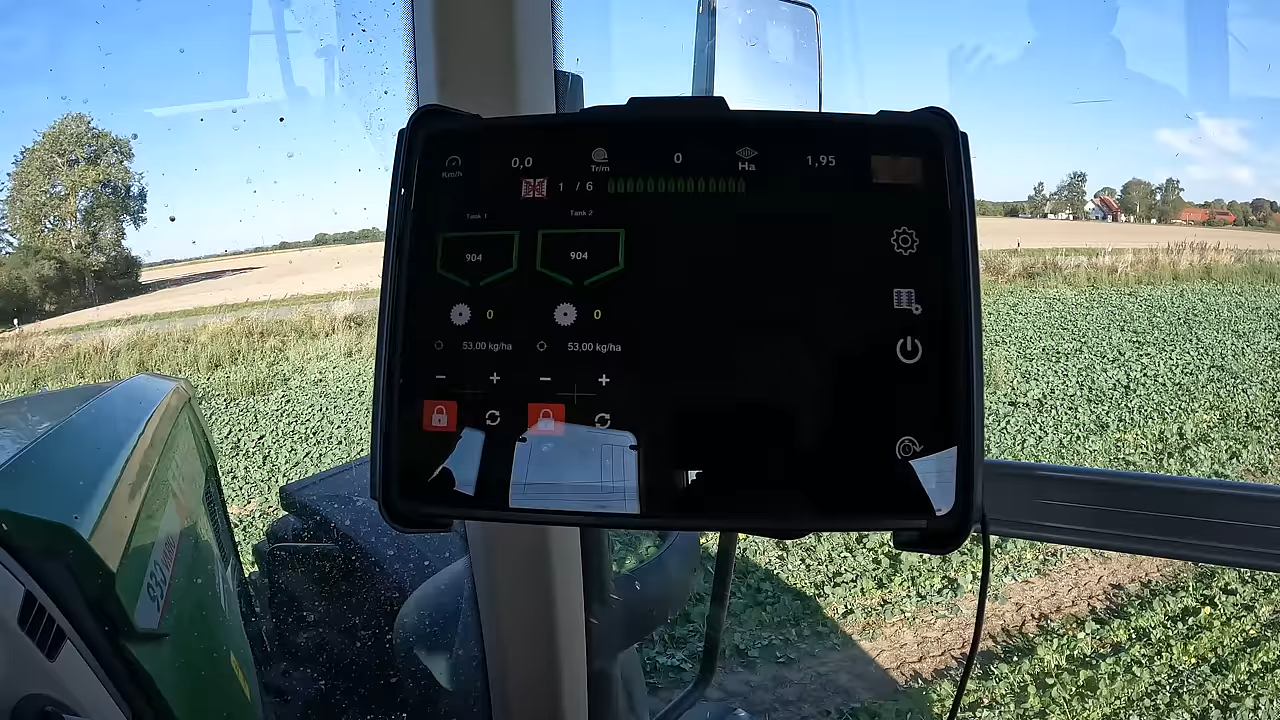 0,0 0 1,95
Km/h Tr/m Ha
1 / 6
Tank 1 Tank 2
904 904
0 0
53,00 kg/ha 53,00 kg/ha
- + - +
930